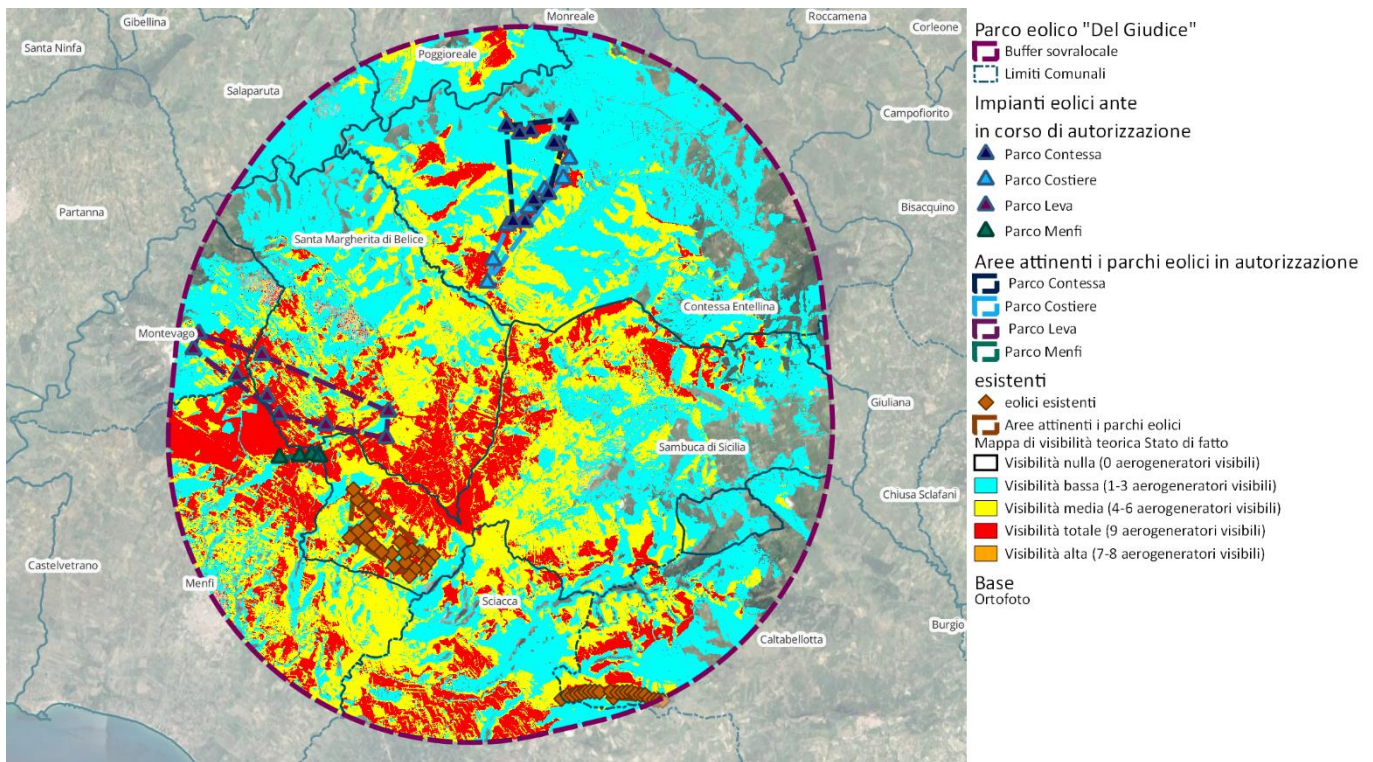 Gibellina
Monreale
Roccamena
Corleone
Santa Ninfa
Poggioreale
Salaparuta
Campofiorito
Partanna
Bisacquino
Santa Margherita di Belice
Contessa Entellina
Montevago
Giuliana
Sambuca di Sicilia
Chiusa Sclafani
Castelvetrano
Menfi
Sciacca
Caltabellotta
Burgio
Parco eolico "Del Giudice"
Buffer sovralocale
Limiti Comunali
Impianti eolici ante
in corso di autorizzazione
Parco Contessa
Parco Costiere
Parco Leva
Parco Menfi
Aree attinenti i parchi eolici in autorizzazione
Parco Contessa
Parco Costiere
Parco Leva
Parco Menfi
esistenti
eolici esistenti
Aree attinenti i parchi eolici
Mappa di visibilità teorica Stato di fatto
Visibilità nulla (0 aerogeneratori visibili)
Visibilità bassa (1-3 aerogeneratori visibili)
Visibilità media (4-6 aerogeneratori visibili)
Visibilità totale (9 aerogeneratori visibili)
Visibilità alta (7-8 aerogeneratori visibili)
Base
Ortofoto